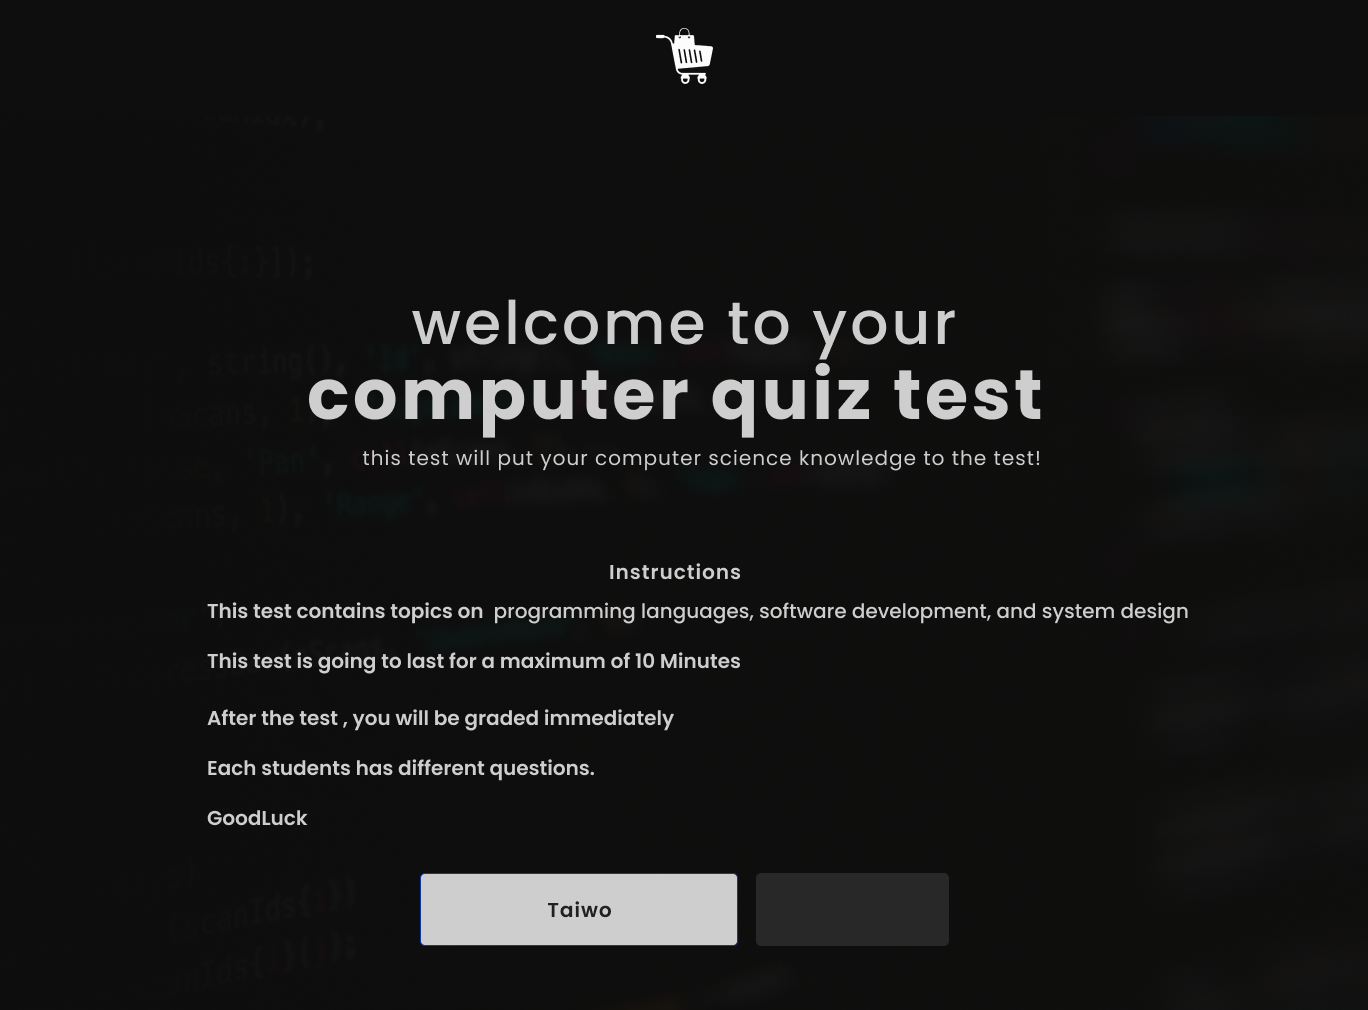 welcome to your
computer quiz test
this test will put your computer science knowledge to the test!
Instructions
This test contains topics on programming languages, software development, and system design
This test is going to last for a maximum of 10 Minutes
After the test , you will be graded immediately
Each students has different questions.
GoodLuck
Taiwo